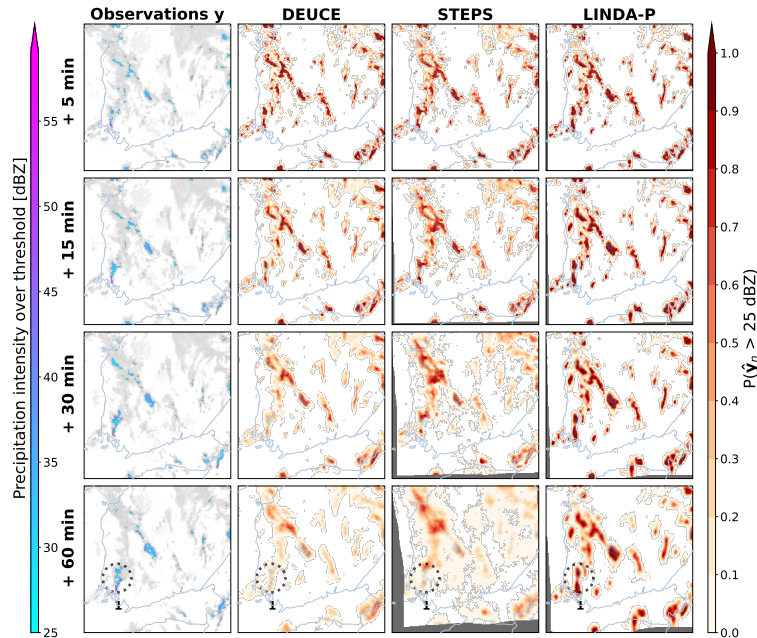 Observations y
DEUCE
STEPS
LINDA-P
+ 5 min
+ 15 min
+ 30 min
+ 60 min
Precipitation intensity over threshold [dBZ]
55
50
45
40
35
30
25
1
1
1
1
1.0
0.9
0.8
0.7
0.6
0.5
0.4
0.3
0.2
0.1
0.0
P(ŷₙ > 25 dBZ)